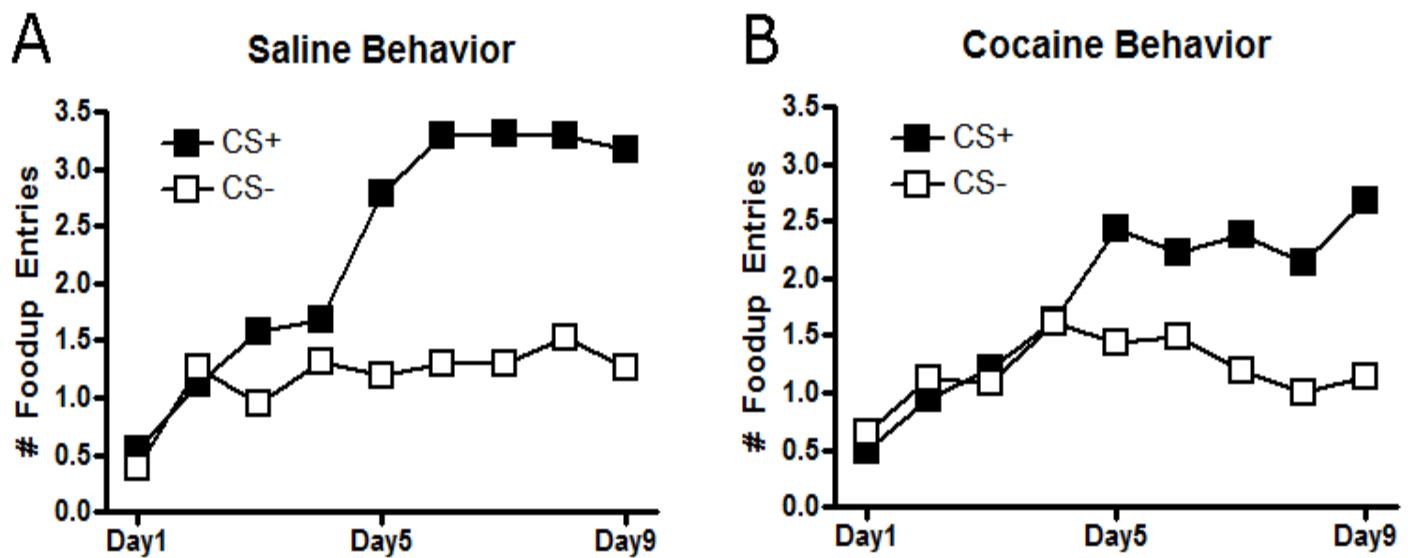 A
Saline Behavior
# Foodup Entries
3.5
3.0
2.5
2.0
1.5
1.0
0.5
0.0
CS+
CS-
Day1
Day5
Day9
B
Cocaine Behavior
# Foodup Entries
3.5
3.0
2.5
2.0
1.5
1.0
0.5
0.0
CS+
CS-
Day1
Day5
Day9